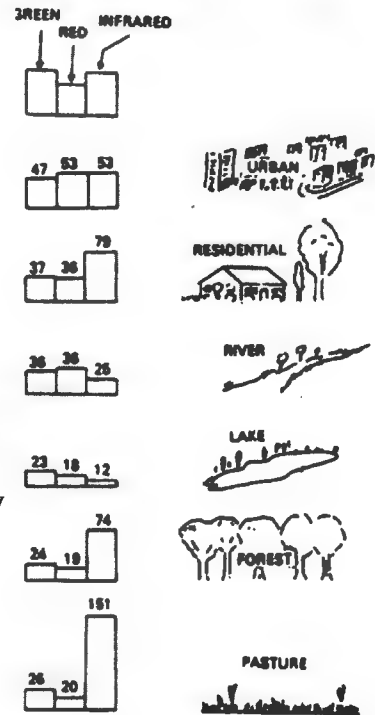 GREEN
RED
INFRARED
47 53 53
URBAN
37 36 79
RESIDENTIAL
36 36 25
RIVER
23 18 12
LAKE
24 19 74
FOREST
26 20 151
PASTURE